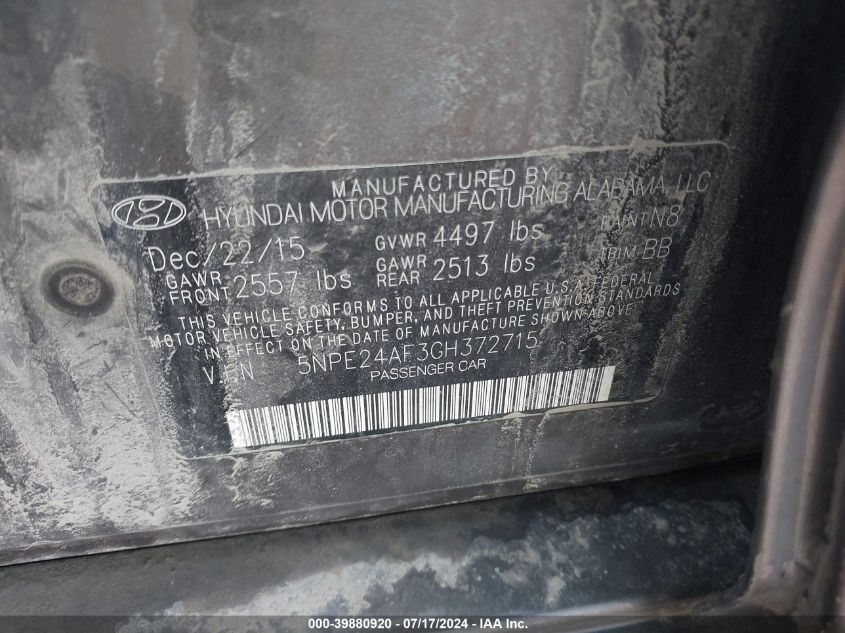 MANUFACTURED BY
HYUNDAI MOTOR MANUFACTURING ALABAMA, LLC
Dec/22/15 GVWR 4497 lbs PAINT N8
GAWR FRONT 2557 lbs GAWR REAR 2513 lbs TRIM BB
THIS VEHICLE CONFORMS TO ALL APPLICABLE U.S.A. FEDERAL
MOTOR VEHICLE SAFETY, BUMPER, AND THEFT PREVENTION STANDARDS
IN EFFECT ON THE DATE OF MANUFACTURE SHOWN ABOVE
VIN 5NPE24AF3GH372715
PASSENGER CAR
000-39880920 - 07/17/2024 - IAA Inc.